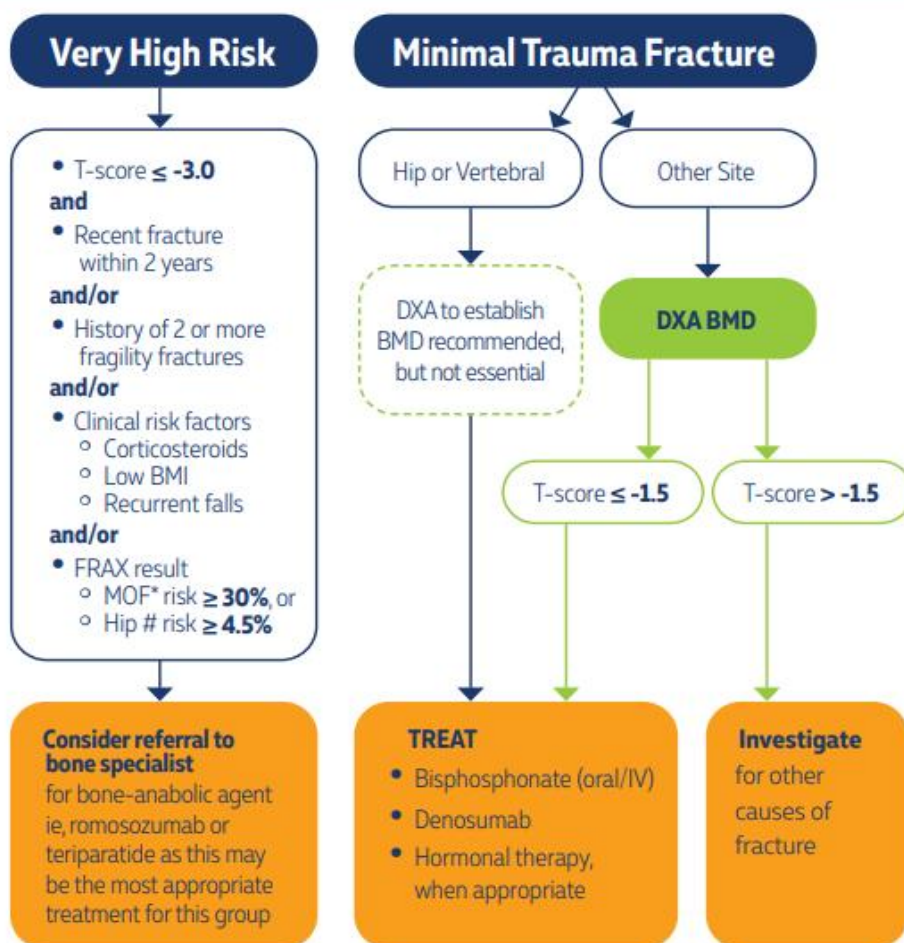 Very High Risk
• T-score ≤ -3.0
and
• Recent fracture
within 2 years
and/or
• History of 2 or more
fragility fractures
and/or
• Clinical risk factors
○ Corticosteroids
○ Low BMI
○ Recurrent falls
and/or
• FRAX result
○ MOF* risk ≥ 30%, or
○ Hip # risk ≥ 4.5%
Consider referral to
bone specialist
for bone-anabolic agent
ie, romosozumab or
teriparatide as this may
be the most appropriate
treatment for this group
Minimal Trauma Fracture
Hip or Vertebral
Other Site
DXA to establish
BMD recommended,
but not essential
DXA BMD
T-score ≤ -1.5
T-score > -1.5
TREAT
• Bisphosphonate (oral/IV)
• Denosumab
• Hormonal therapy,
when appropriate
Investigate
for other
causes of
fracture